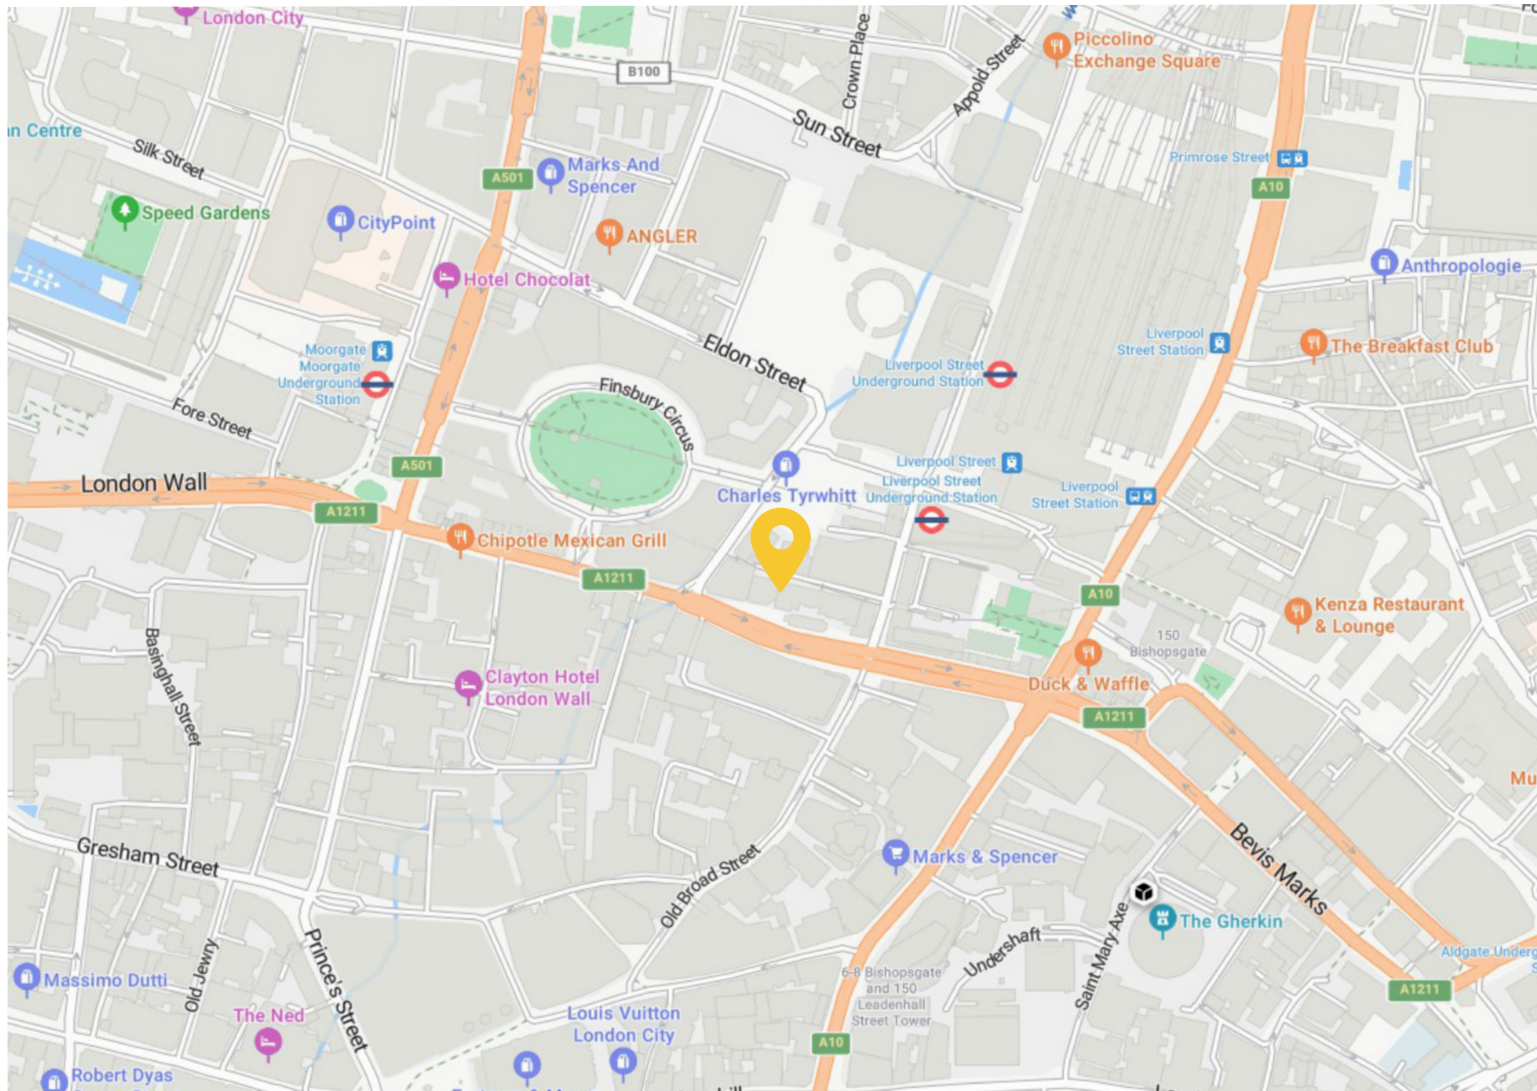 London City
B100
Crown Place
Appold Street
Piccolino
Exchange Square
an Centre
Silk Street
Sun Street
Primrose Street
A501
Marks And
Spencer
A10
Speed Gardens
CityPoint
ANGLER
Hotel Chocolat
Anthropologie
Moorgate
Moorgate
Underground
Station
Eldon Street
Liverpool
Street Station
The Breakfast Club
Liverpool Street
Underground Station
Finsbury Circus
Fore Street
A501
London Wall
A1211
Charles Tyrwhitt
Liverpool Street
Liverpool Street
Underground Station
Liverpool
Street Station
Chipotle Mexican Grill
A1211
A10
Kenza Restaurant
& Lounge
150
Bishopsgate
Basinghall Street
Clayton Hotel
London Wall
Duck & Waffle
A1211
Mu
Gresham Street
Old Broad Street
Marks & Spencer
Bevis Marks
The Gherkin
Saint Mary Axe
Undershaft
Aldgate Underg
S
A1211
Massimo Dutti
Old Jewry
Prince's Street
6-8 Bishopsgate
and 150
Leadenhall
Street Tower
The Ned
Louis Vuitton
London City
A10
Robert Dyas